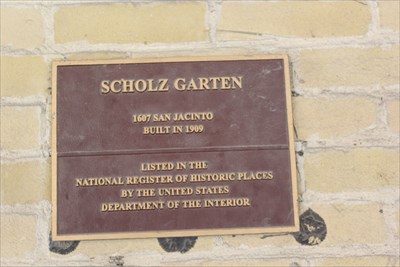 SCHOLZ GARTEN
1607 SAN JACINTO
BUILT IN 1909
LISTED IN THE
NATIONAL REGISTER OF HISTORIC PLACES
BY THE UNITED STATES
DEPARTMENT OF THE INTERIOR